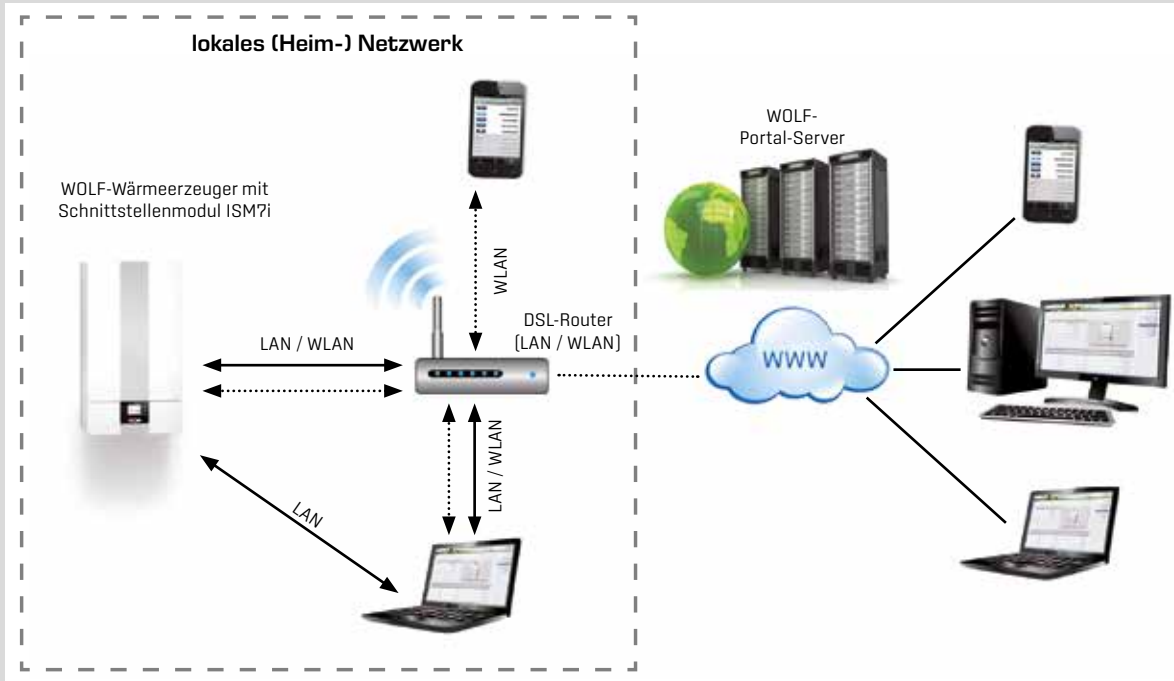 lokales (Heim-) Netzwerk
WOLF-Wärmeerzeuger mit
Schnittstellenmodul ISM7i
WLAN
LAN / WLAN
DSL-Router
(LAN / WLAN)
LAN / WLAN
LAN
WOLF-
Portal-Server
WWW